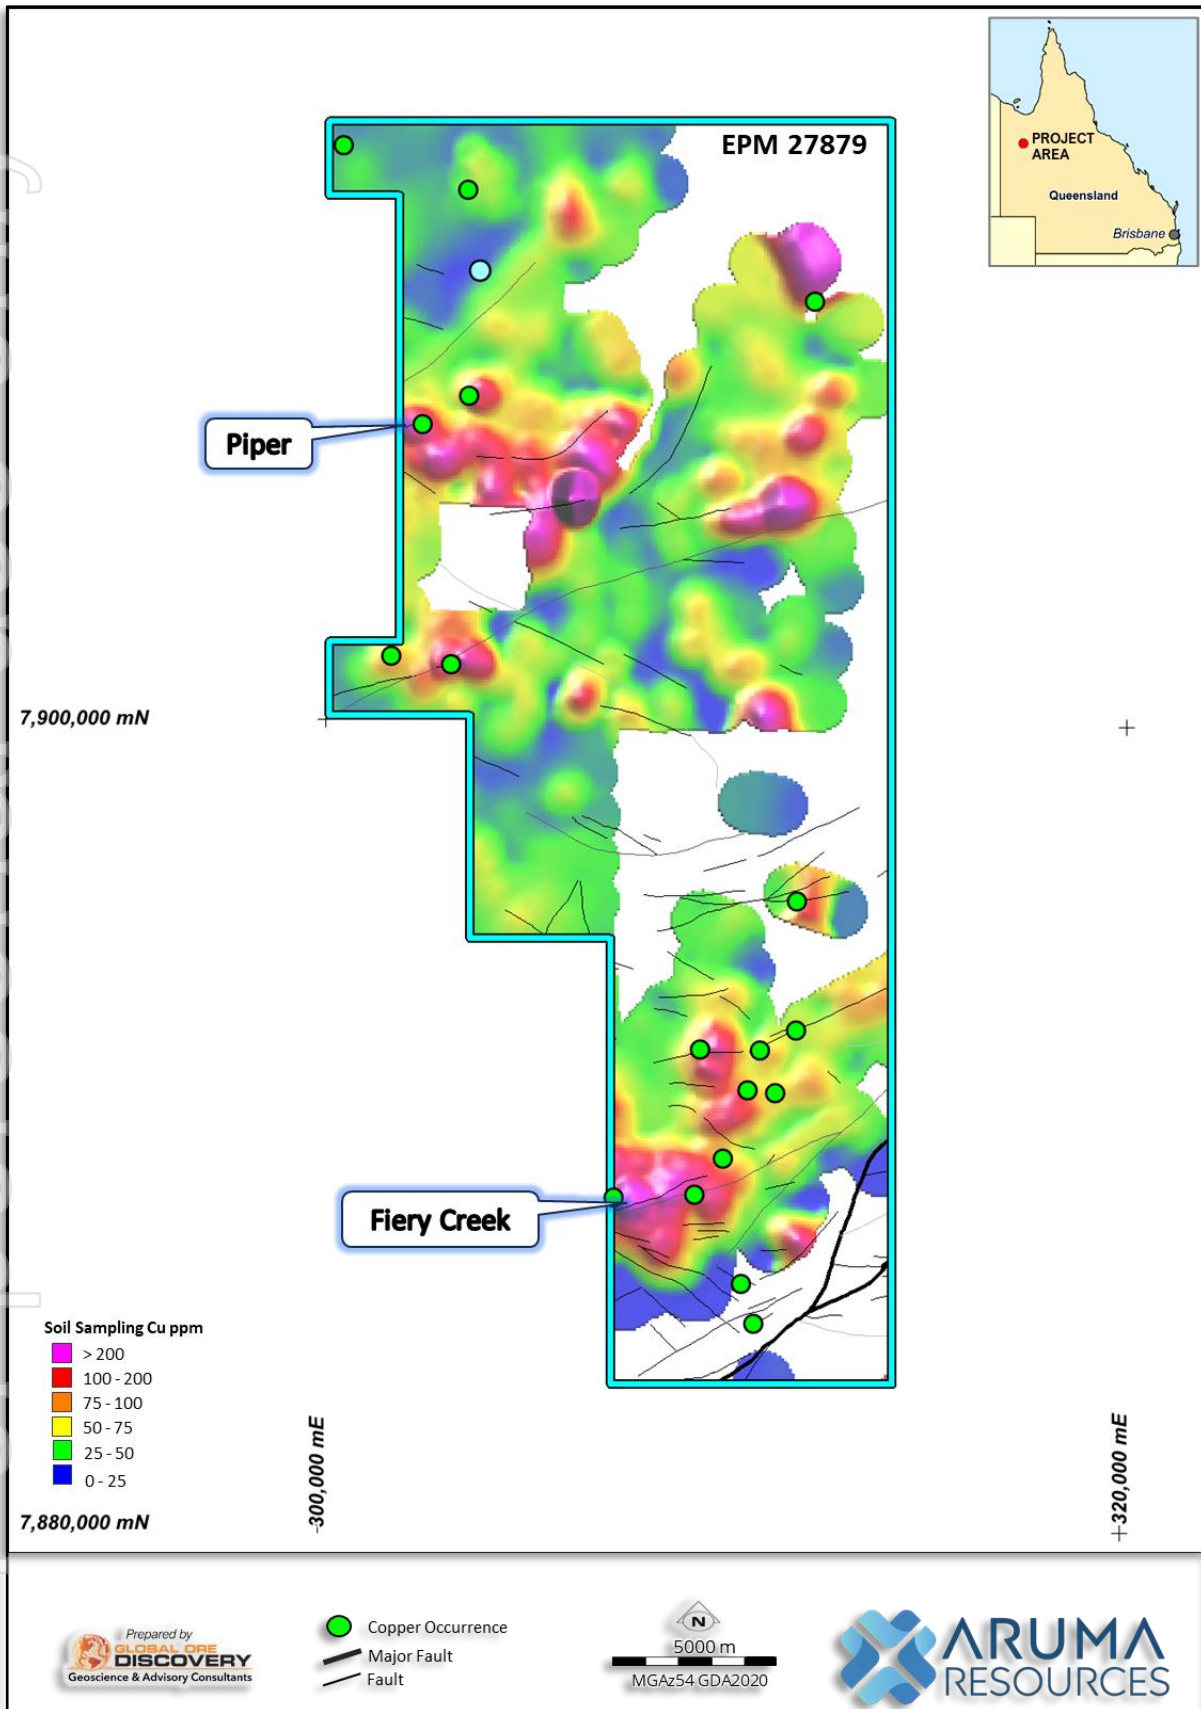 EPM 27879
PROJECT
AREA
Queensland
Brisbane
Piper
7,900,000 mN
Fiery Creek
Soil Sampling Cu ppm
> 200
100 - 200
75 - 100
50 - 75
25 - 50
0 - 25
300,000 mE
320,000 mE
7,880,000 mN
Prepared by
GLOBAL ORE
DISCOVERY
Geoscience & Advisory Consultants
Copper Occurrence
Major Fault
Fault
N
5000 m
MGAz54 GDA2020
ARUMA
RESOURCES